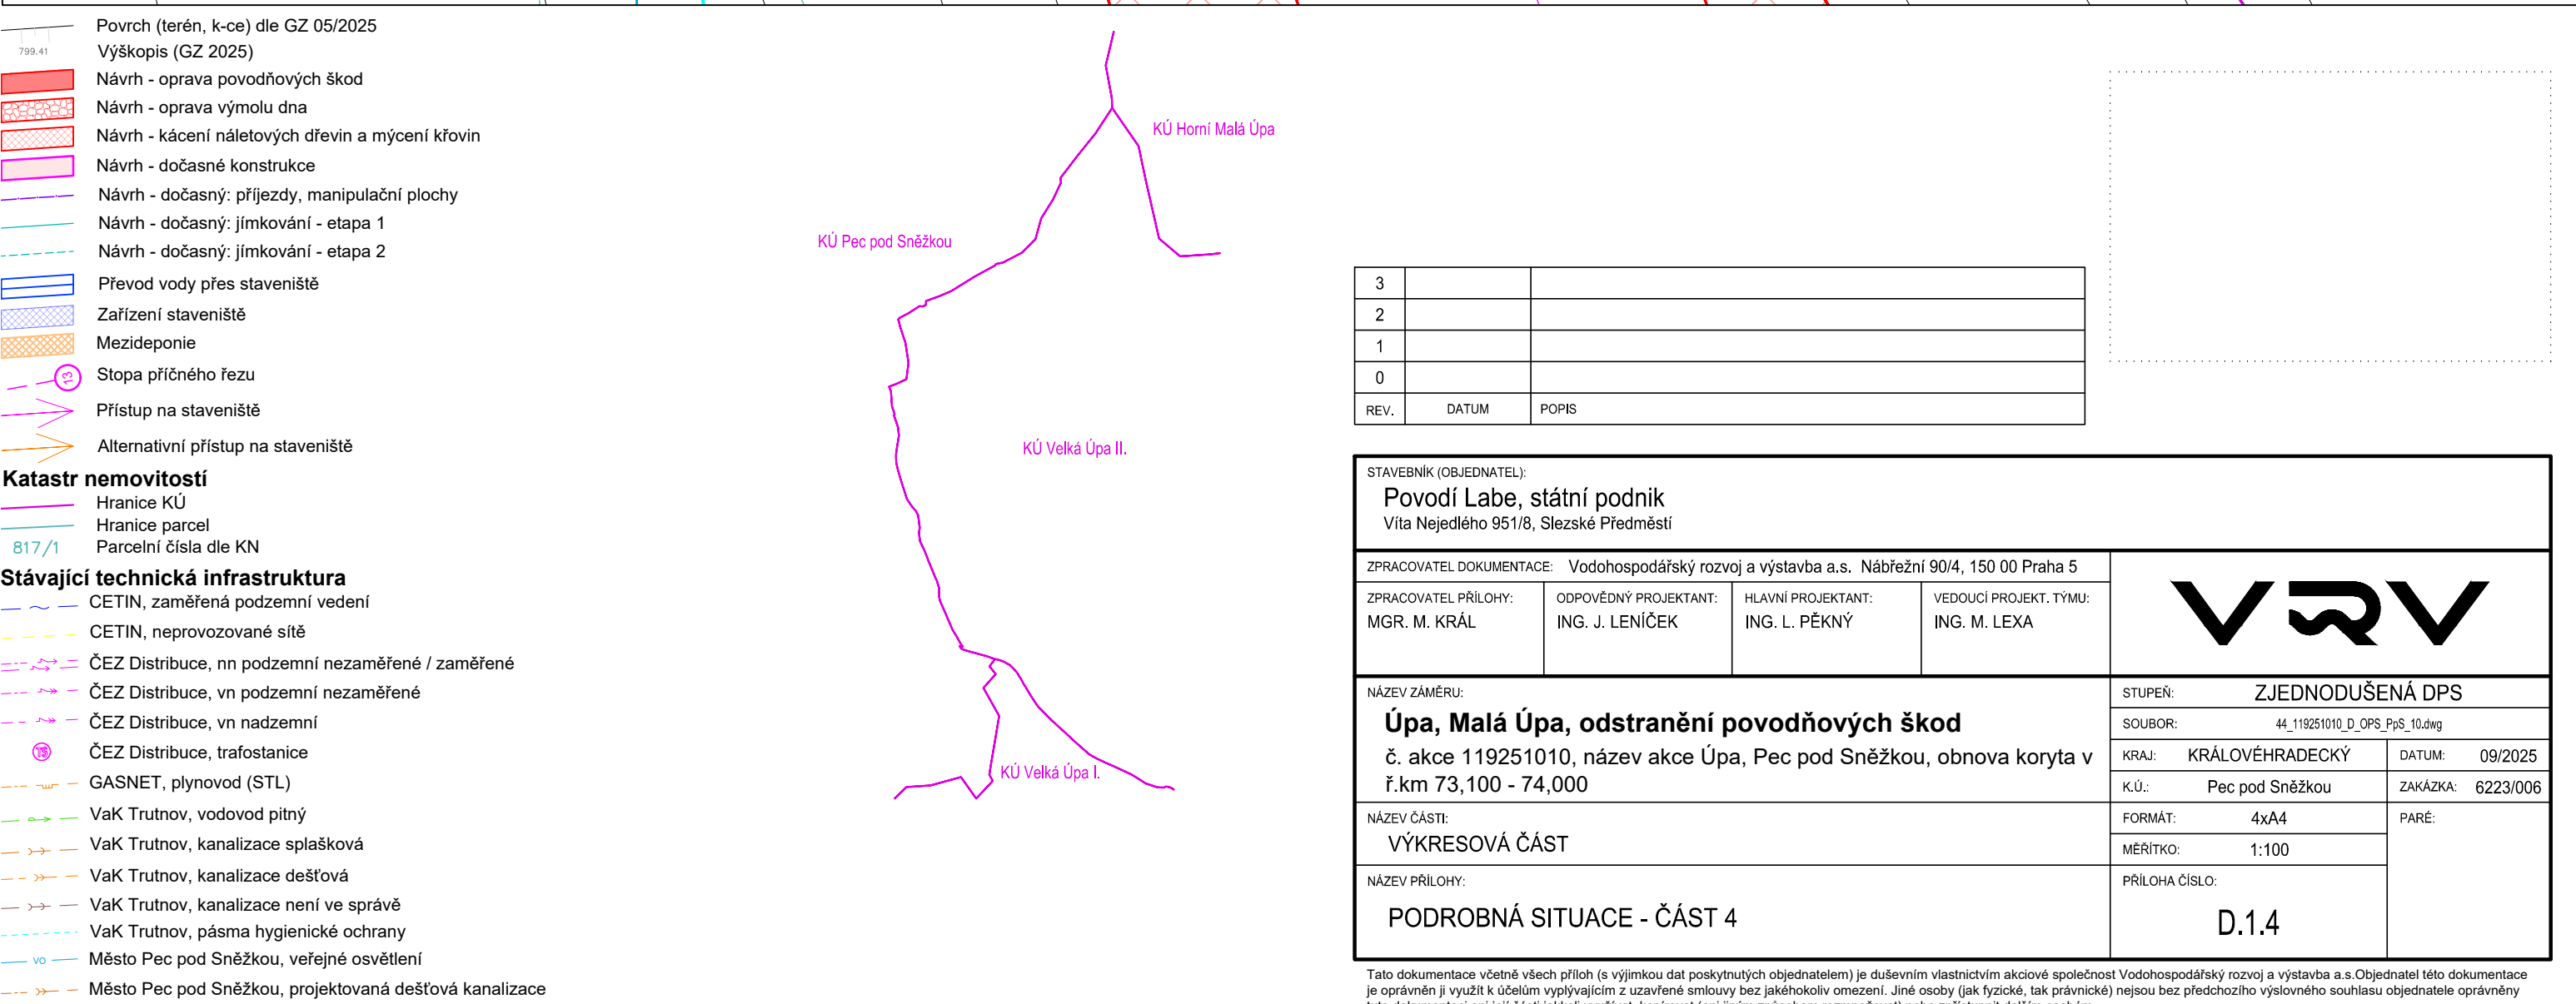 Povrch (terén, k-ce) dle GZ 05/2025
799.41
Výškopis (GZ 2025)
Návrh - oprava povodňových škod
Návrh - oprava výmolu dna
Návrh - kácení náletových dřevin a mýcení křovin
Návrh - dočasné konstrukce
Návrh - dočasný: příjezdy, manipulační plochy
Návrh - dočasný: jímkování - etapa 1
Návrh - dočasný: jímkování - etapa 2
Převod vody přes staveniště
Zařízení staveniště
Mezideponie
13 Stopa příčného řezu
Přístup na staveniště
Alternativní přístup na staveniště
Katastr nemovitostí
Hranice KÚ
Hranice parcel
817/1 Parcelní čísla dle KN
Stávající technická infrastruktura
CETIN, zaměřená podzemní vedení
CETIN, neprovozované sítě
ČEZ Distribuce, nn podzemní nezaměřené / zaměřené
ČEZ Distribuce, vn podzemní nezaměřené
ČEZ Distribuce, vn nadzemní
TS ČEZ Distribuce, trafostanice
GASNET, plynovod (STL)
VaK Trutnov, vodovod pitný
VaK Trutnov, kanalizace splašková
VaK Trutnov, kanalizace dešťová
VaK Trutnov, kanalizace není ve správě
VaK Trutnov, pásma hygienické ochrany
VO Město Pec pod Sněžkou, veřejné osvětlení
Město Pec pod Sněžkou, projektovaná dešťová kanalizace
KÚ Horní Malá Úpa
KÚ Pec pod Sněžkou
KÚ Velká Úpa II.
KÚ Velká Úpa I.
3
2
1
0
REV. DATUM POPIS
STAVEBNÍK (OBJEDNATEL):
Povodí Labe, státní podnik
Víta Nejedlého 951/8, Slezské Předměstí
ZPRACOVATEL DOKUMENTACE: Vodohospodářský rozvoj a výstavba a.s. Nábřežní 90/4, 150 00 Praha 5
ZPRACOVATEL PŘÍLOHY: ODPOVĚDNÝ PROJEKTANT: HLAVNÍ PROJEKTANT: VEDOUCÍ PROJEKT. TÝMU:
MGR. M. KRÁL ING. J. LENÍČEK ING. L. PĚKNÝ ING. M. LEXA
VRV
NÁZEV ZÁMĚRU:
Úpa, Malá Úpa, odstranění povodňových škod
č. akce 119251010, název akce Úpa, Pec pod Sněžkou, obnova koryta v
ř.km 73,100 - 74,000
STUPEŇ: ZJEDNODUŠENÁ DPS
SOUBOR: 44_119251010_D_OPS_PpS_10.dwg
KRAJ: KRÁLOVÉHRADECKÝ DATUM: 09/2025
K.Ú.: Pec pod Sněžkou ZAKÁZKA: 6223/006
NÁZEV ČÁSTI:
VÝKRESOVÁ ČÁST
FORMÁT: 4xA4 PARÉ:
MĚŘÍTKO: 1:100
NÁZEV PŘÍLOHY:
PODROBNÁ SITUACE - ČÁST 4
PŘÍLOHA ČÍSLO:
D.1.4
Tato dokumentace včetně všech příloh (s výjimkou dat poskytnutých objednatelem) je duševním vlastnictvím akciové společnost Vodohospodářský rozvoj a výstavba a.s.Objednatel této dokumentace
je oprávněn ji využít k účelům vyplývajícím z uzavřené smlouvy bez jakéhokoliv omezení. Jiné osoby (jak fyzické, tak právnické) nejsou bez předchozího výslovného souhlasu objednatele oprávněny